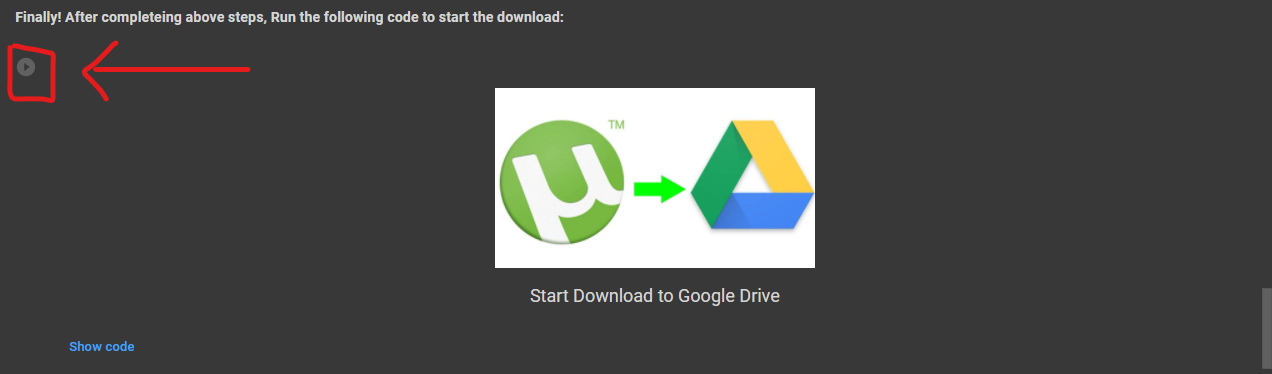 Finally! After completeing above steps, Run the following code to start the download:
TM
Start Download to Google Drive
Show code